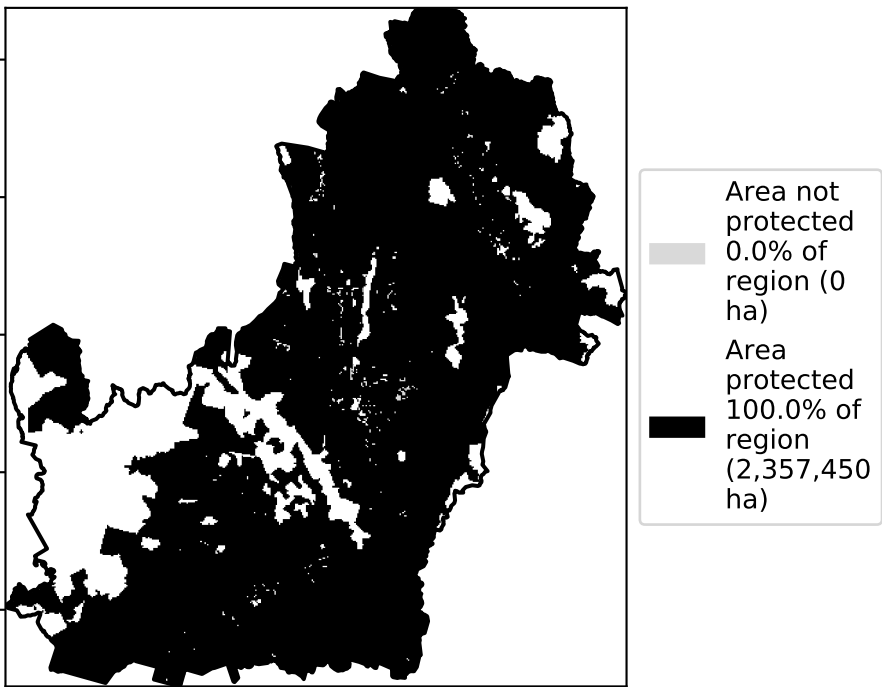 Area not
protected
0.0% of
region (0
ha)
Area
protected
100.0% of
region
(2,357,450
ha)